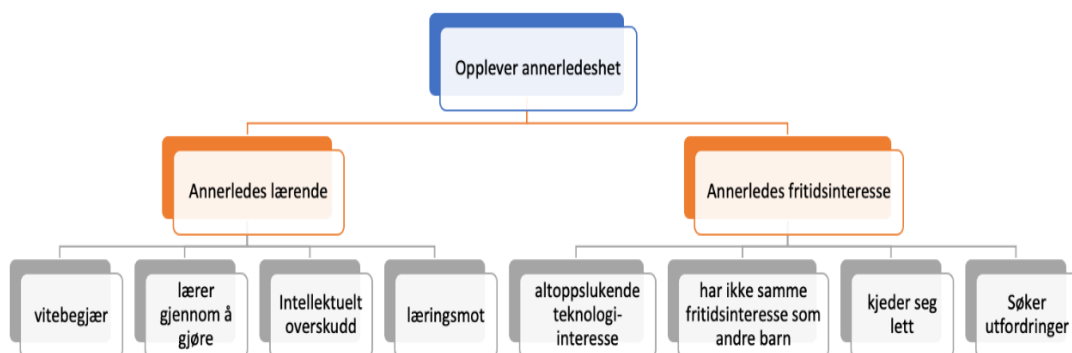 Opplever annerledeshet
Annerledes lærende
Annerledes fritidsinteresse
vitebegjær
lærer
gjennom å
gjøre
Intellektuelt
overskudd
læringsmot
altoppslukende
teknologi-
interesse
har ikke samme
fritidsinteresse som
andre barn
kjeder seg
lett
Søker
utfordringer